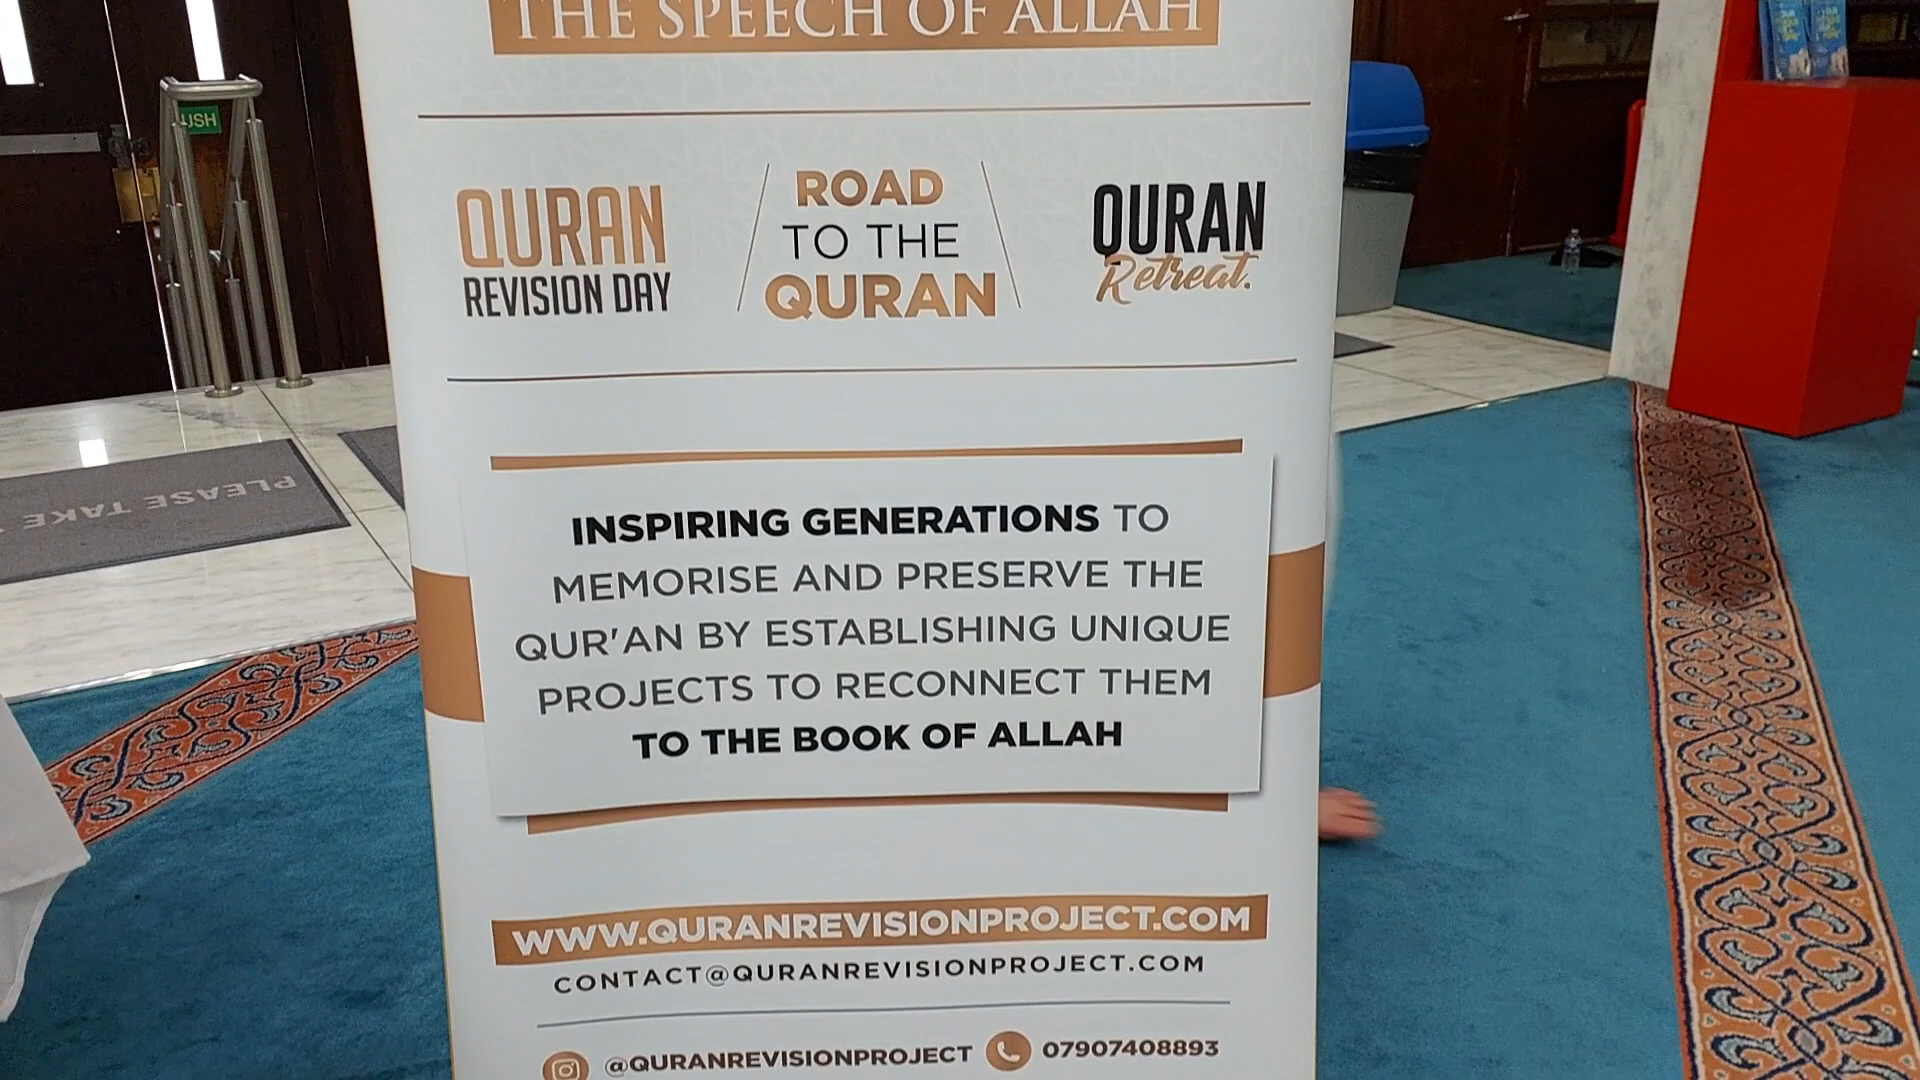 THE SPEECH OF ALLAH
QURAN
REVISION DAY
ROAD
TO THE
QURAN
QURAN
Retreat.
INSPIRING GENERATIONS TO
MEMORISE AND PRESERVE THE
QUR'AN BY ESTABLISHING UNIQUE
PROJECTS TO RECONNECT THEM
TO THE BOOK OF ALLAH
WWW.QURANREVISIONPROJECT.COM
CONTACT@QURANREVISIONPROJECT.COM
@QURANREVISIONPROJECT
07907408893
PLEASE TAKE